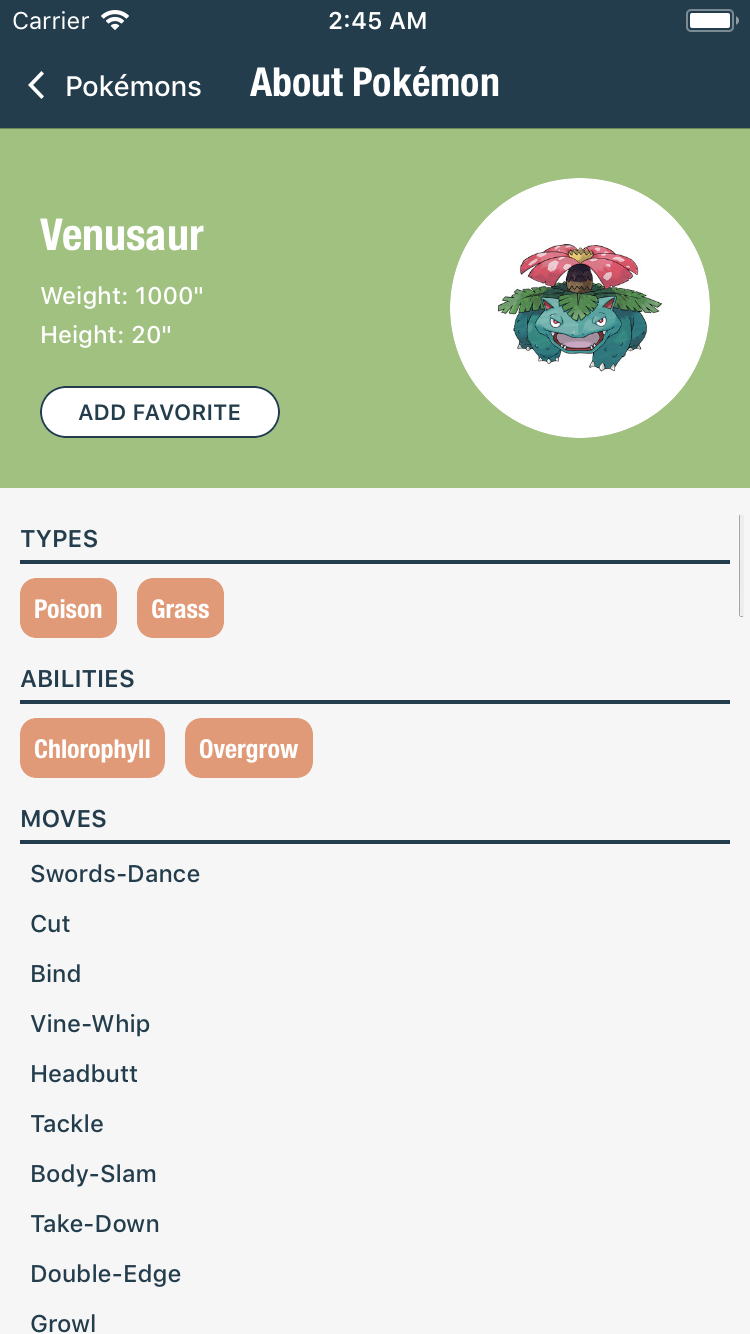 Carrier 2:45 AM
Pokémons About Pokémon
Venusaur
Weight: 1000"
Height: 20"
ADD FAVORITE
TYPES
Poison Grass
ABILITIES
Chlorophyll Overgrow
MOVES
Swords-Dance
Cut
Bind
Vine-Whip
Headbutt
Tackle
Body-Slam
Take-Down
Double-Edge
Growl